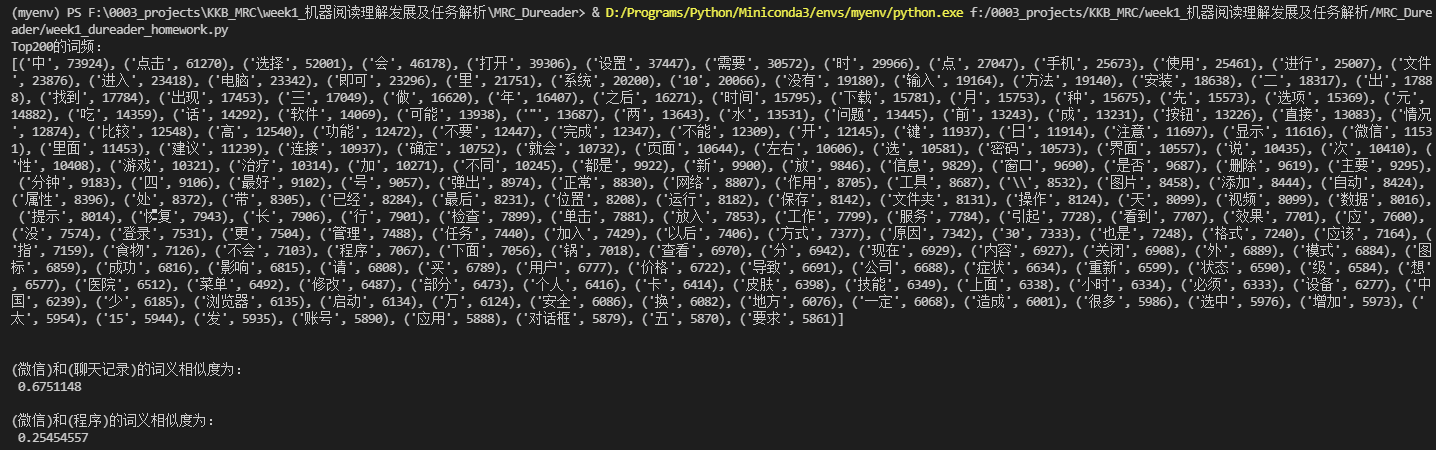 (myenv) PS F:\0003_projects\KKB_MRC\week1_机器阅读理解发展及任务解析\MRC_Dureader> & D:/Programs/Python/Miniconda3/envs/myenv/python.exe f:/0003_projects/KKB_MRC/week1_机器阅读理解发展及任务解析/MRC_Dure
ader/week1_dureader_homework.py
Top200的词频:
[('中', 73924), ('点击', 61270), ('选择', 52001), ('会', 46178), ('打开', 39306), ('设置', 37447), ('需要', 30572), ('时', 29966), ('点', 27047), ('手机', 25673), ('使用', 25461), ('进行', 25007), ('文件
', 23876), ('进入', 23418), ('电脑', 23342), ('即可', 23296), ('里', 21751), ('系统', 20200), ('10', 20066), ('没有', 19180), ('输入', 19164), ('方法', 19140), ('安装', 18638), ('二', 18317), ('出', 1788
8), ('找到', 17784), ('出现', 17453), ('三', 17049), ('做', 16620), ('年', 16407), ('之后', 16271), ('时间', 15795), ('下载', 15781), ('月', 15753), ('种', 15675), ('先', 15573), ('选项', 15369), ('元',
14882), ('吃', 14359), ('话', 14292), ('软件', 14069), ('可能', 13938), ('"', 13687), ('两', 13643), ('水', 13531), ('问题', 13445), ('前', 13243), ('成', 13231), ('按钮', 13226), ('直接', 13083), ('情况
', 12874), ('比较', 12548), ('高', 12540), ('功能', 12472), ('不要', 12447), ('完成', 12347), ('不能', 12309), ('开', 12145), ('键', 11937), ('日', 11914), ('注意', 11697), ('显示', 11616), ('微信', 1153
1), ('里面', 11453), ('建议', 11239), ('连接', 10937), ('确定', 10752), ('就会', 10732), ('页面', 10644), ('左右', 10606), ('选', 10581), ('密码', 10573), ('界面', 10557), ('说', 10435), ('次', 10410), (
'性', 10408), ('游戏', 10321), ('治疗', 10314), ('加', 10271), ('不同', 10245), ('都是', 9922), ('新', 9900), ('放', 9846), ('信息', 9829), ('窗口', 9690), ('是否', 9687), ('删除', 9619), ('主要', 9295),
('分钟', 9183), ('四', 9106), ('最好', 9102), ('号', 9057), ('弹出', 8974), ('正常', 8830), ('网络', 8807), ('作用', 8705), ('工具', 8687), ('\\', 8532), ('图片', 8458), ('添加', 8444), ('自动', 8424),
('属性', 8396), ('处', 8372), ('带', 8305), ('已经', 8284), ('最后', 8231), ('位置', 8208), ('运行', 8182), ('保存', 8142), ('文件夹', 8131), ('操作', 8124), ('天', 8099), ('视频', 8099), ('数据', 8016),
('提示', 8014), ('恢复', 7943), ('长', 7906), ('行', 7901), ('检查', 7899), ('单击', 7881), ('放入', 7853), ('工作', 7799), ('服务', 7784), ('引起', 7728), ('看到', 7707), ('效果', 7701), ('应', 7600),
('没', 7574), ('登录', 7531), ('更', 7504), ('管理', 7488), ('任务', 7440), ('加入', 7429), ('以后', 7406), ('方式', 7377), ('原因', 7342), ('30', 7333), ('也是', 7248), ('格式', 7240), ('应该', 7164), (
'指', 7159), ('食物', 7126), ('不会', 7103), ('程序', 7067), ('下面', 7056), ('锅', 7018), ('查看', 6970), ('分', 6942), ('现在', 6929), ('内容', 6927), ('关闭', 6908), ('外', 6889), ('模式', 6884), ('图
标', 6859), ('成功', 6816), ('影响', 6815), ('请', 6808), ('买', 6789), ('用户', 6777), ('价格', 6722), ('导致', 6691), ('公司', 6688), ('症状', 6634), ('重新', 6599), ('状态', 6590), ('级', 6584), ('想
', 6577), ('医院', 6512), ('菜单', 6492), ('修改', 6487), ('部分', 6473), ('个人', 6416), ('卡', 6414), ('皮肤', 6398), ('技能', 6349), ('上面', 6338), ('小时', 6334), ('必须', 6333), ('设备', 6277), ('中
国', 6239), ('少', 6185), ('浏览器', 6135), ('启动', 6134), ('万', 6124), ('安全', 6086), ('换', 6082), ('地方', 6076), ('一定', 6068), ('造成', 6001), ('很多', 5986), ('选中', 5976), ('增加', 5973), ('
太', 5954), ('15', 5944), ('发', 5935), ('账号', 5890), ('应用', 5888), ('对话框', 5879), ('五', 5870), ('要求', 5861)]
(微信)和(聊天记录)的词义相似度为:
0.6751148
(微信)和(程序)的词义相似度为:
0.25454557